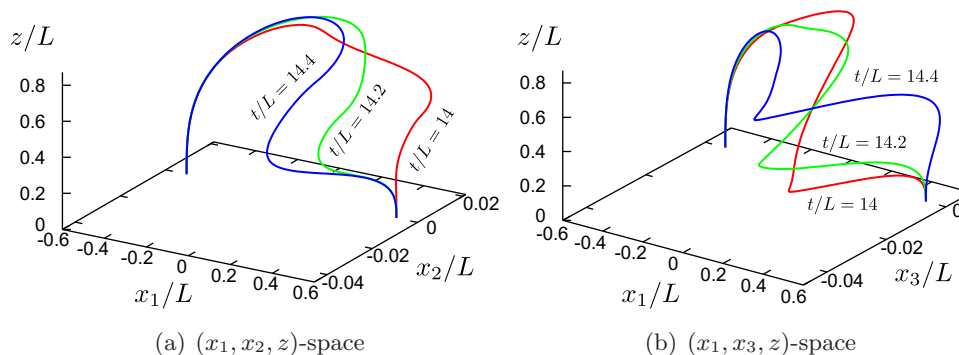 z/L
0.8
0.6
0.4
0.2
0
-0.6
-0.4
-0.2
0
0.2
0.4
0.6
x₁/L
-0.04
-0.02
0
0.02
x₂/L
t/L = 14.4
t/L = 14.2
t/L = 14
(a) (x₁, x₂, z)-space
z/L
0.8
0.6
0.4
0.2
0
-0.6
-0.4
-0.2
0
0.2
0.4
0.6
x₁/L
-0.04
-0.02
x₃/L
t/L = 14.4
t/L = 14.2
t/L = 14
(b) (x₁, x₃, z)-space